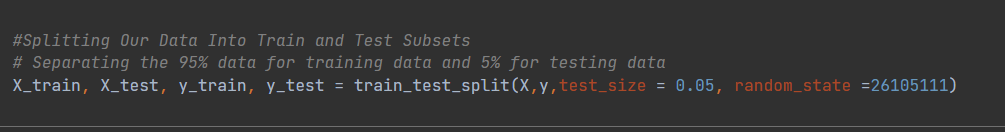 #Splitting Our Data Into Train and Test Subsets
# Separating the 95% data for training data and 5% for testing data
X_train, X_test, y_train, y_test = train_test_split(X,y,test_size = 0.05, random_state =26105111)